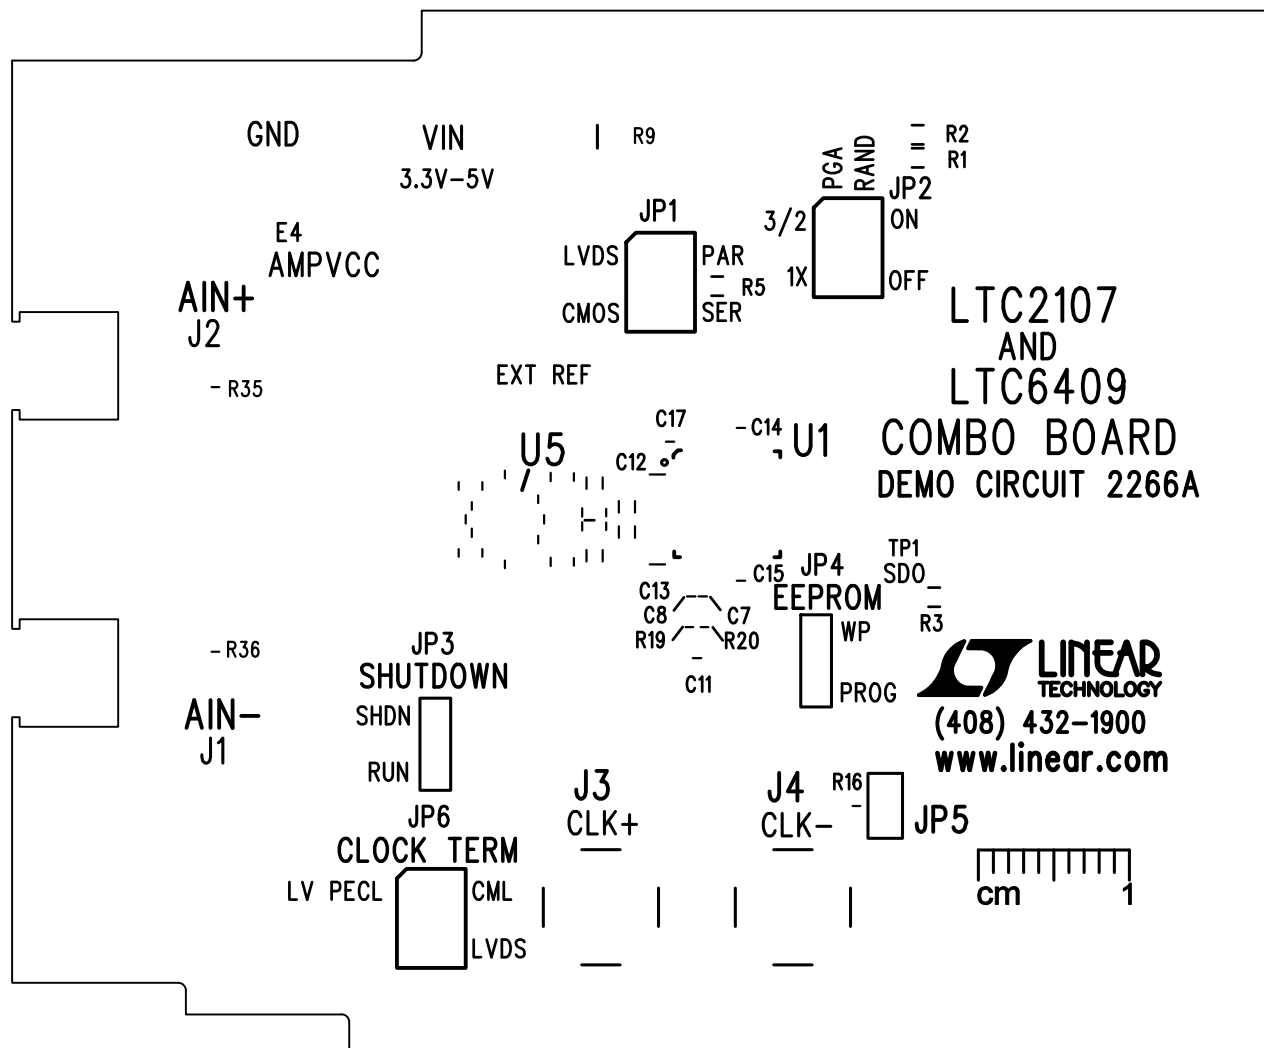 GND
VIN
3.3V-5V
R9
PGA
RAND
R2
R1
JP2
3/2
ON
1X
OFF
JP1
LVDS
PAR
R5
CMOS
SER
E4
AMPVCC
AIN+
J2
R35
LTC2107
AND
LTC6409
COMBO BOARD
DEMO CIRCUIT 2266A
EXT REF
C17
C14
U1
U5
C12
TP1
SDO
R3
C13
C15
JP4
EEPROM
C8
C7
WP
R19
R20
C11
PROG
R36
JP3
SHUTDOWN
SHDN
RUN
AIN-
J1
LINEAR
TECHNOLOGY
(408) 432-1900
www.linear.com
J3
CLK+
J4
CLK-
R16
JP5
JP6
CLOCK TERM
LV PECL
CML
LVDS
cm 1